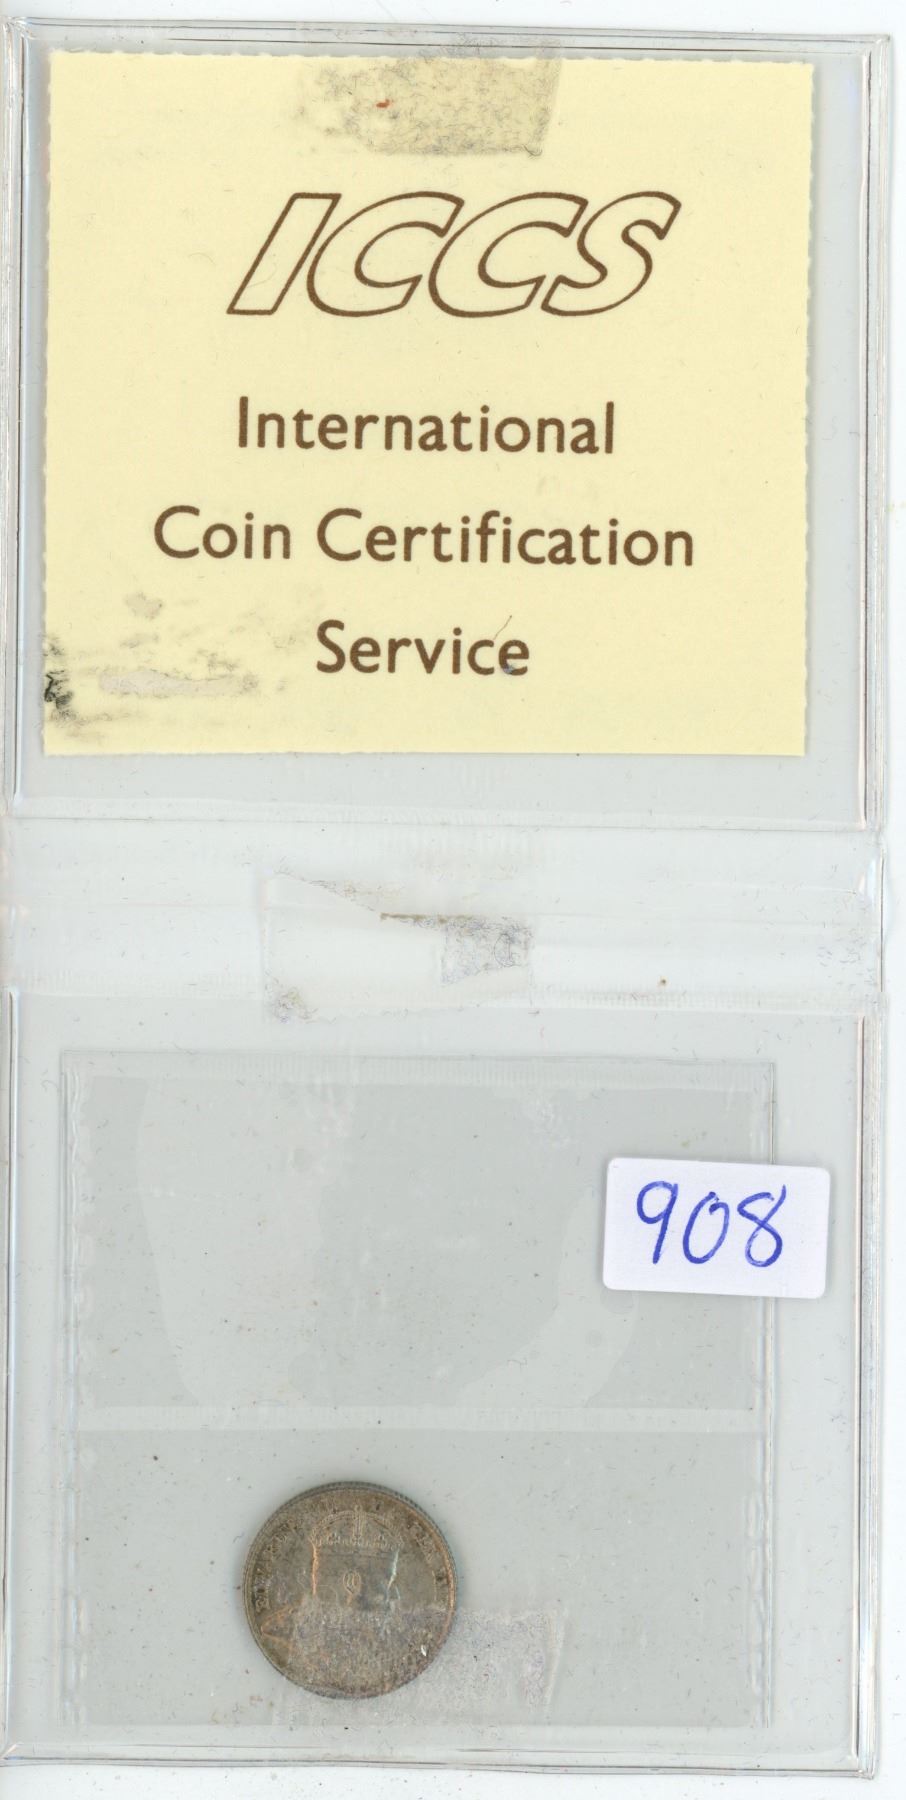 ICCS
International
Coin Certification
Service
908